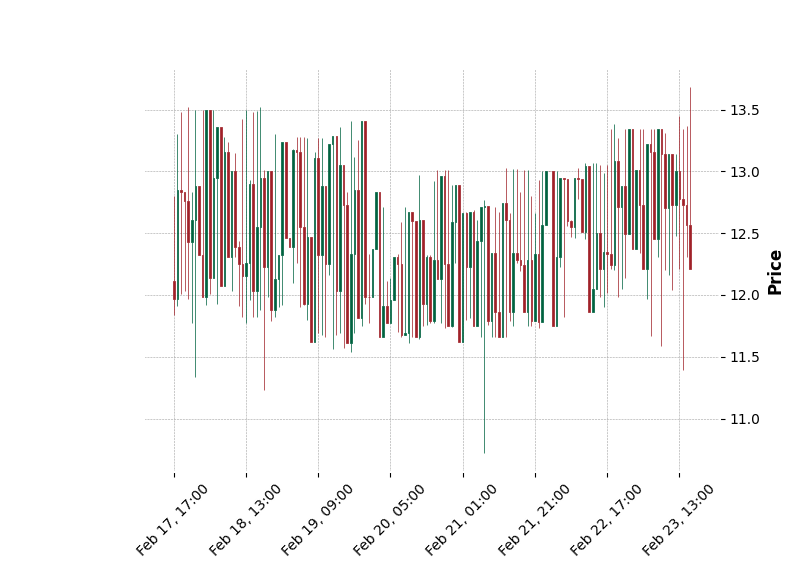 13.5
13.0
12.5
12.0
11.5
11.0
Price
Feb 17, 17:00
Feb 18, 13:00
Feb 19, 09:00
Feb 20, 05:00
Feb 21, 01:00
Feb 21, 21:00
Feb 22, 17:00
Feb 23, 13:00